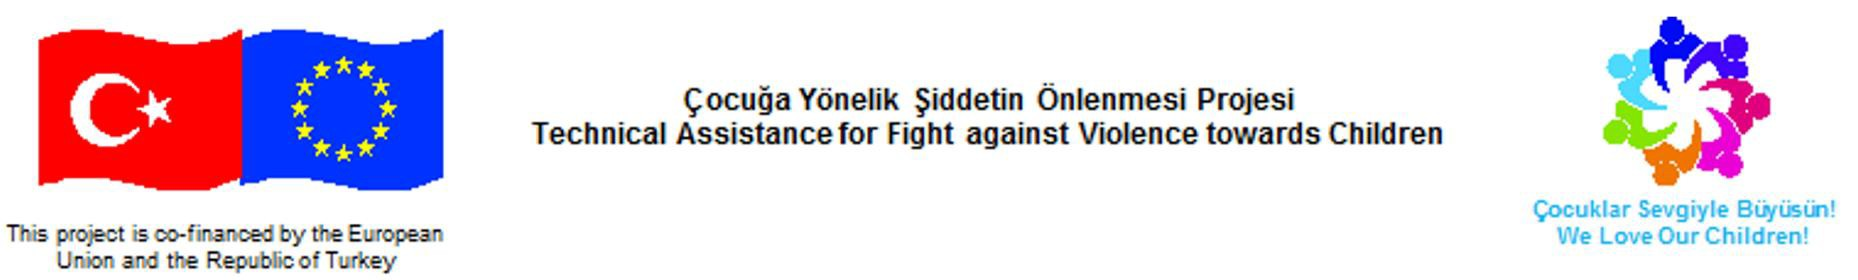 Çocuğa Yönelik Şiddetin Önlenmesi Projesi
Technical Assistance for Fight against Violence towards Children
This project is co-financed by the European
Union and the Republic of Turkey
Çocuklar Sevgiyle Büyüsün!
We Love Our Children!